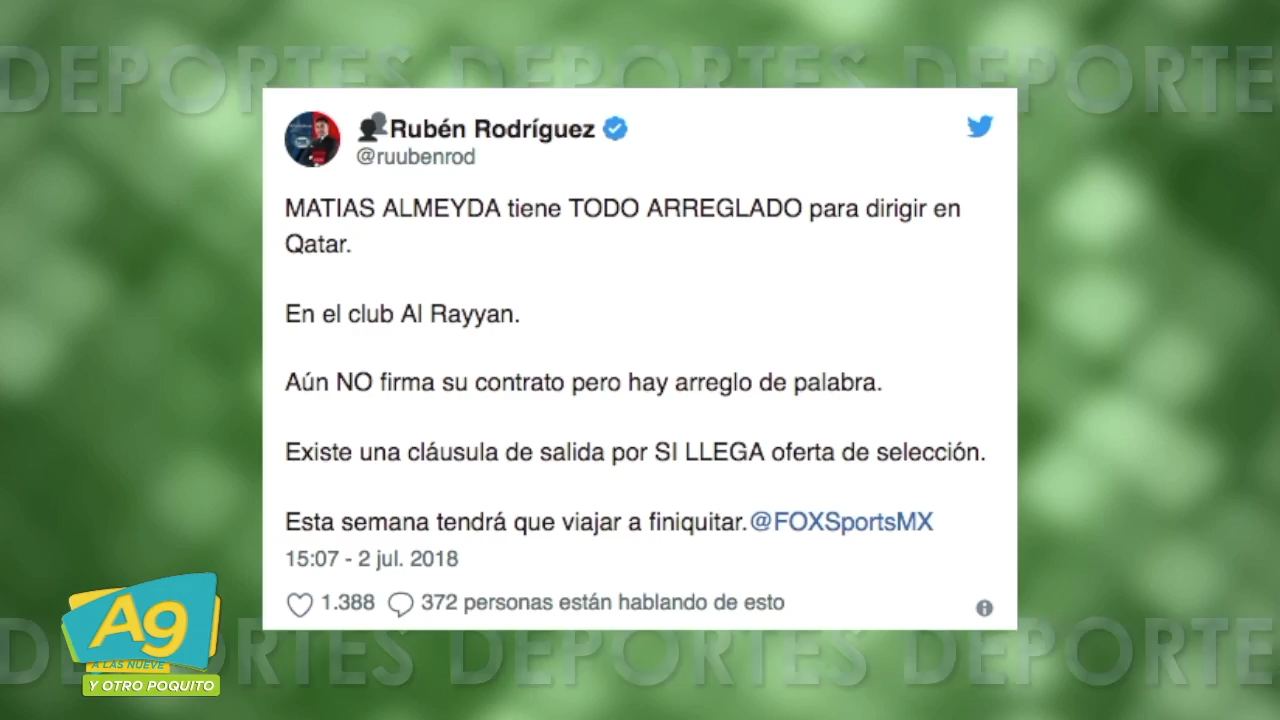 DEPORTES DEPORTES DEPORTE
Rubén Rodríguez
@ruubenrod
MATIAS ALMEYDA tiene TODO ARREGLADO para dirigir en
Qatar.
En el club Al Rayyan.
Aún NO firma su contrato pero hay arreglo de palabra.
Existe una cláusula de salida por SI LLEGA oferta de selección.
Esta semana tendrá que viajar a finiquitar.@FOXSportsMX
15:07 - 2 jul. 2018
1.388 372 personas están hablando de esto
A9
A LAS NUEVE
Y OTRO POQUITO
DEPORTES DEPORTES DEPORTE